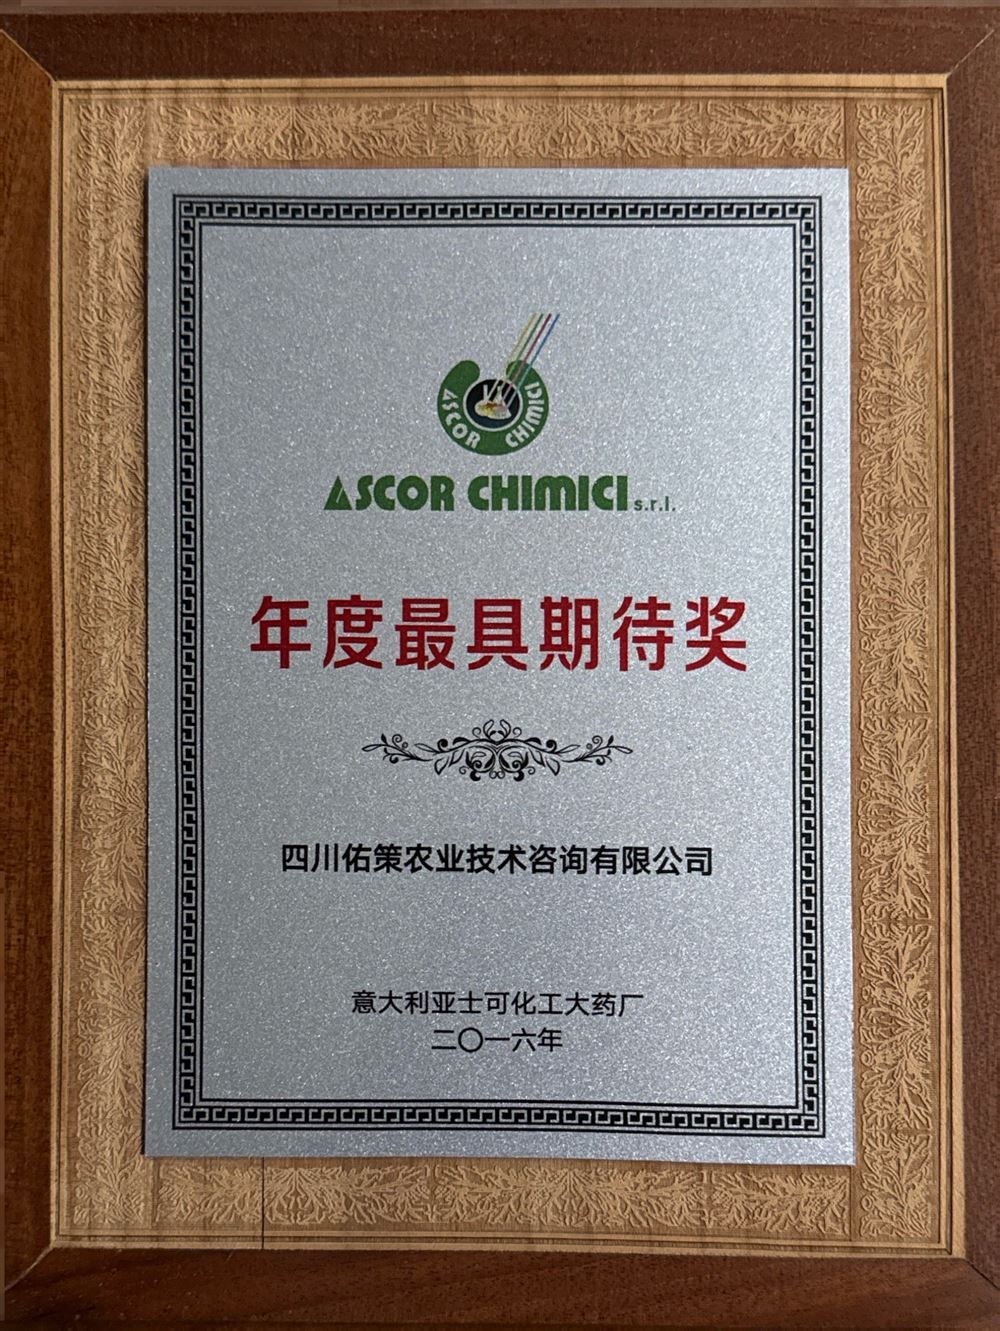 ASCOR CHIMICI
ASCOR CHIMICI s.r.l.
年度最具期待奖
四川佑策农业技术咨询有限公司
意大利亚士可化工大药厂
二〇一六年